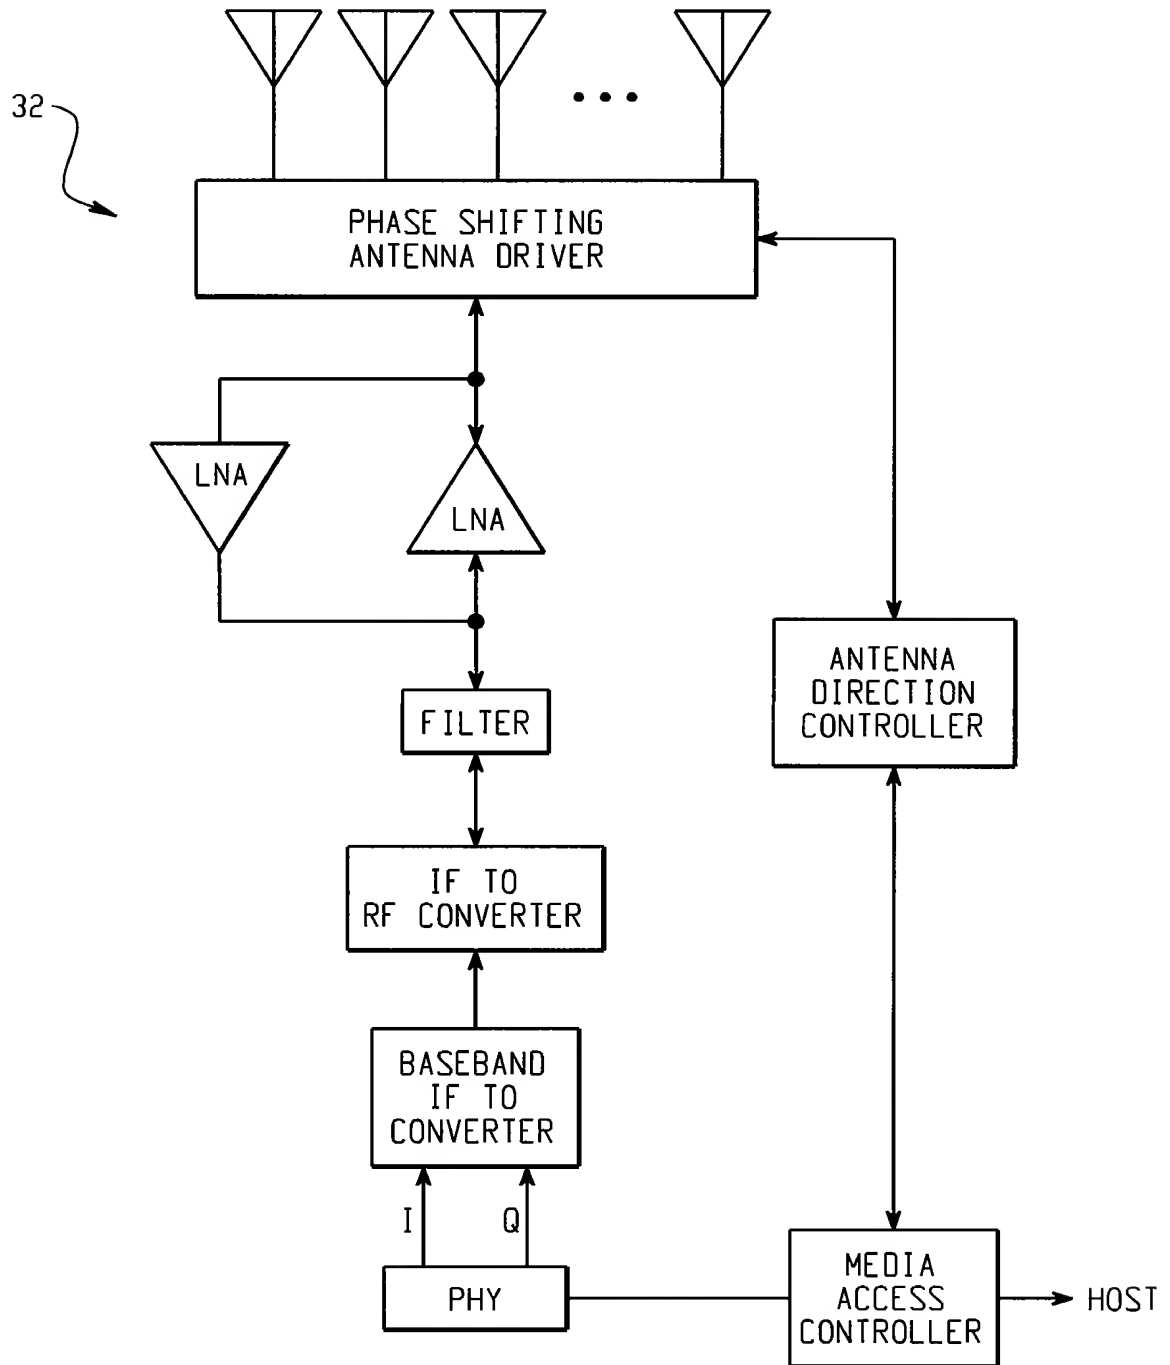 32
PHASE SHIFTING
ANTENNA DRIVER
LNA
LNA
ANTENNA
DIRECTION
CONTROLLER
FILTER
IF TO
RF CONVERTER
BASEBAND
IF TO
CONVERTER
I
Q
PHY
MEDIA
ACCESS
CONTROLLER
HOST